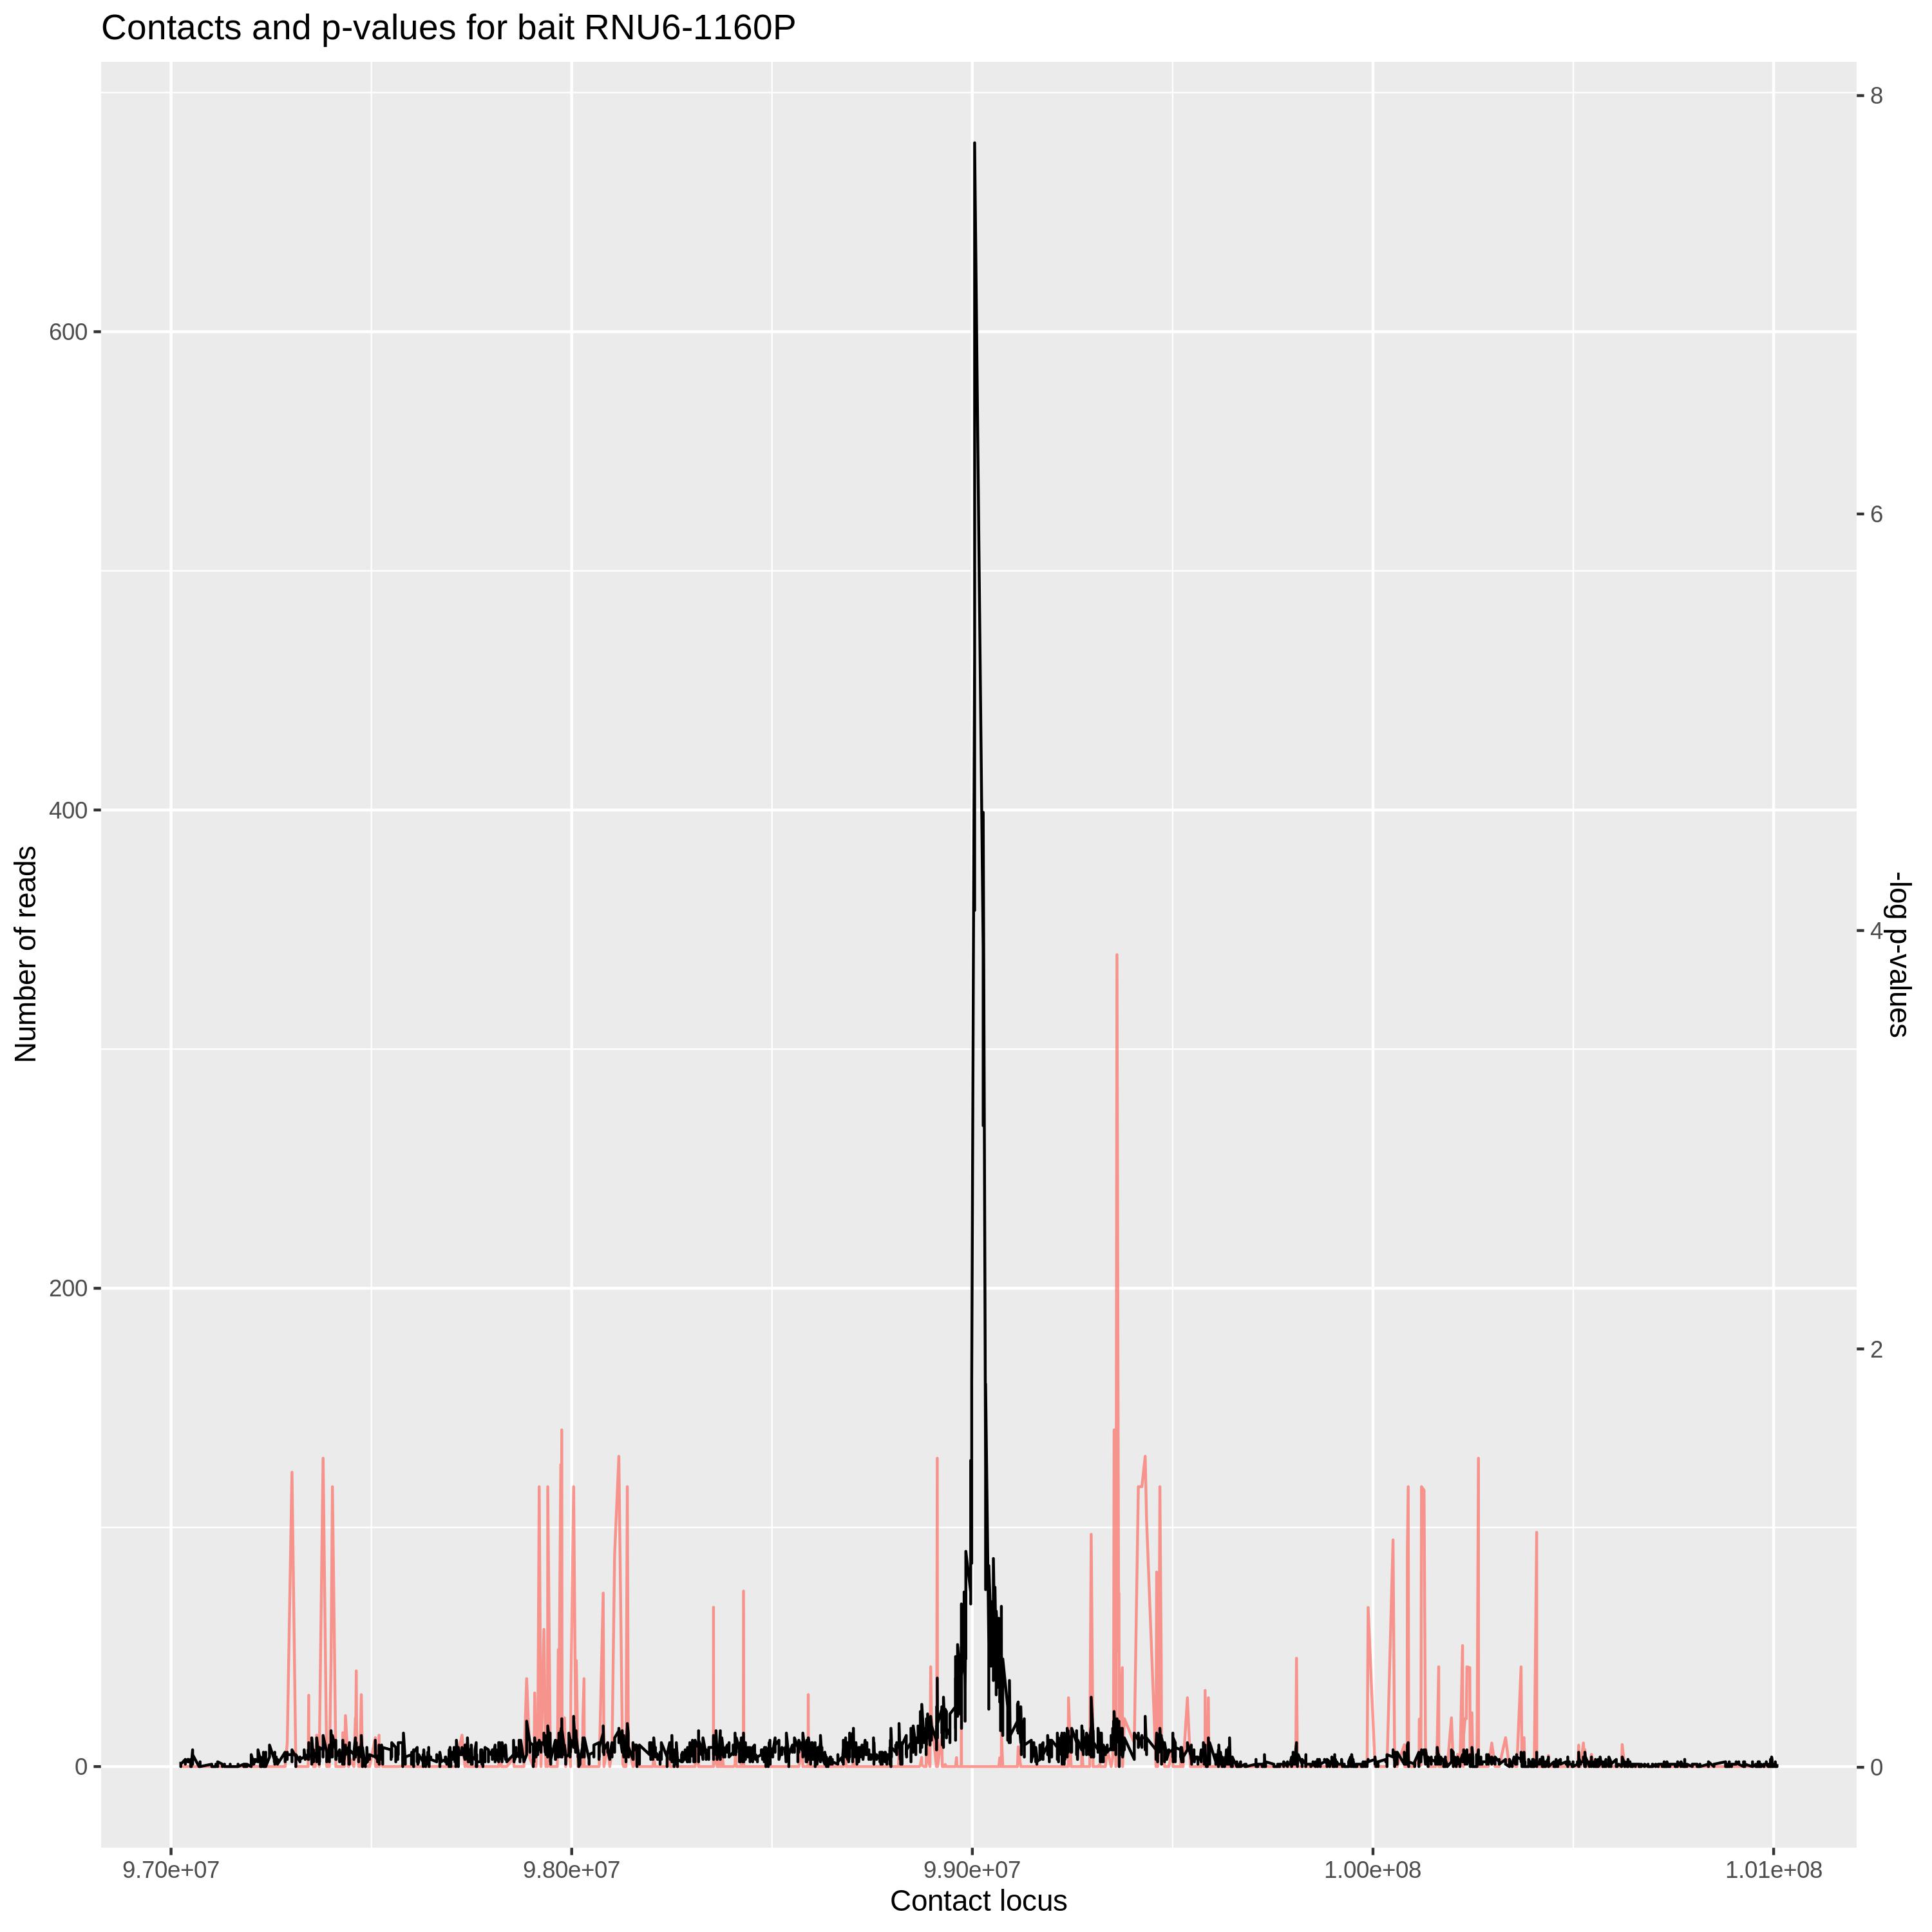 Contacts and p-values for bait RNU6-1160P
Number of reads
600
400
200
0
8
6
4
2
0
-log p-values
9.70e+07
9.80e+07
9.90e+07
1.00e+08
1.01e+08
Contact locus